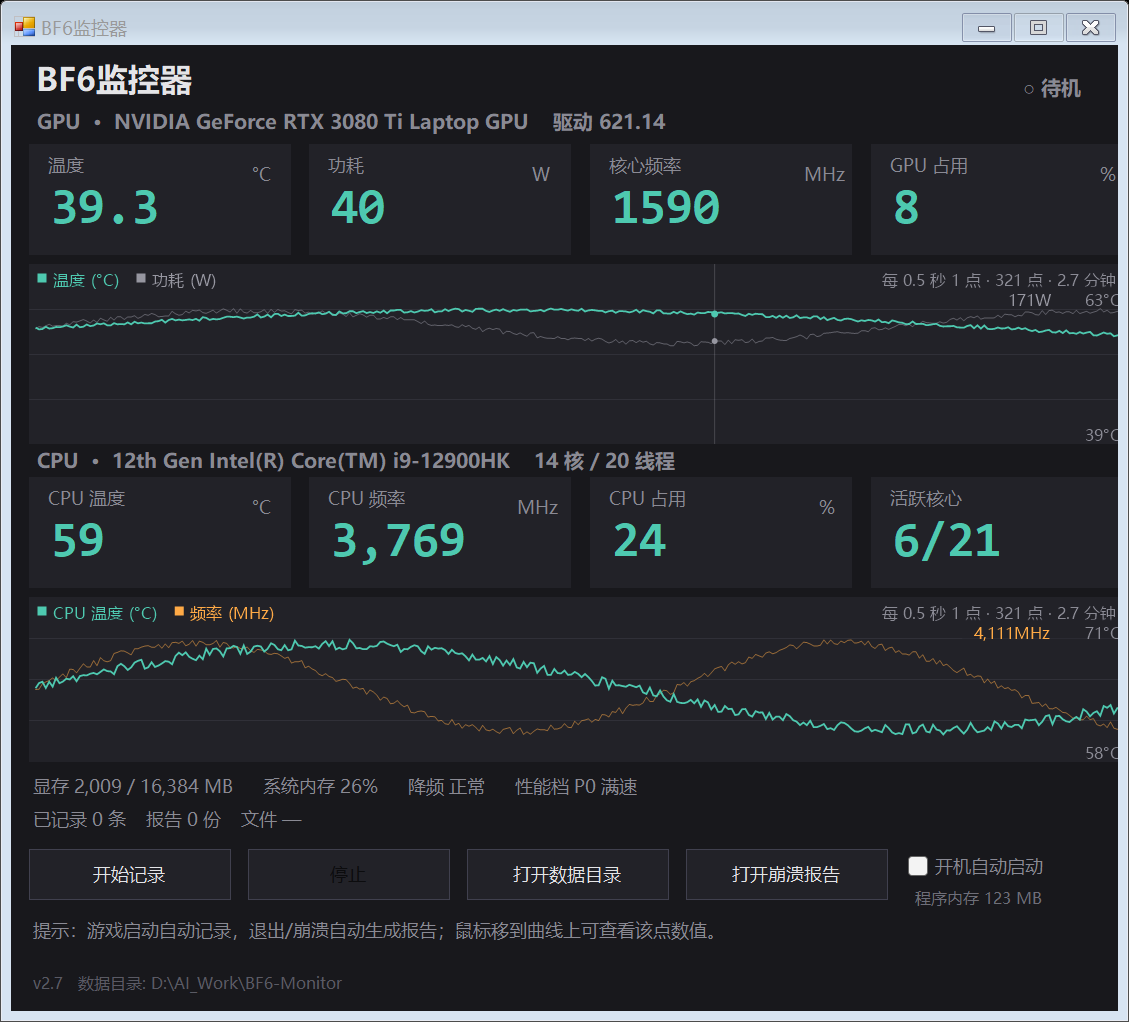 BF6监控器
BF6监控器
○ 待机
GPU • NVIDIA GeForce RTX 3080 Ti Laptop GPU 驱动 621.14
温度 °C
39.3
功耗 W
40
核心频率 MHz
1590
GPU 占用 %
8
温度 (°C) 功耗 (W) 每 0.5 秒 1 点 · 321 点 · 2.7 分钟
171W 63°C
39°C
CPU • 12th Gen Intel(R) Core(TM) i9-12900HK 14 核 / 20 线程
CPU 温度 °C
59
CPU 频率 MHz
3,769
CPU 占用 %
24
活跃核心
6/21
CPU 温度 (°C) 频率 (MHz) 每 0.5 秒 1 点 · 321 点 · 2.7 分钟
4,111MHz 71°C
58°C
显存 2,009 / 16,384 MB 系统内存 26% 降频 正常 性能档 P0 满速
已记录 0 条 报告 0 份 文件 —
开始记录 停止 打开数据目录 打开崩溃报告 开机自动启动
程序内存 123 MB
提示：游戏启动自动记录，退出/崩溃自动生成报告；鼠标移到曲线上可查看该点数值。
v2.7 数据目录: D:\AI_Work\BF6-Monitor